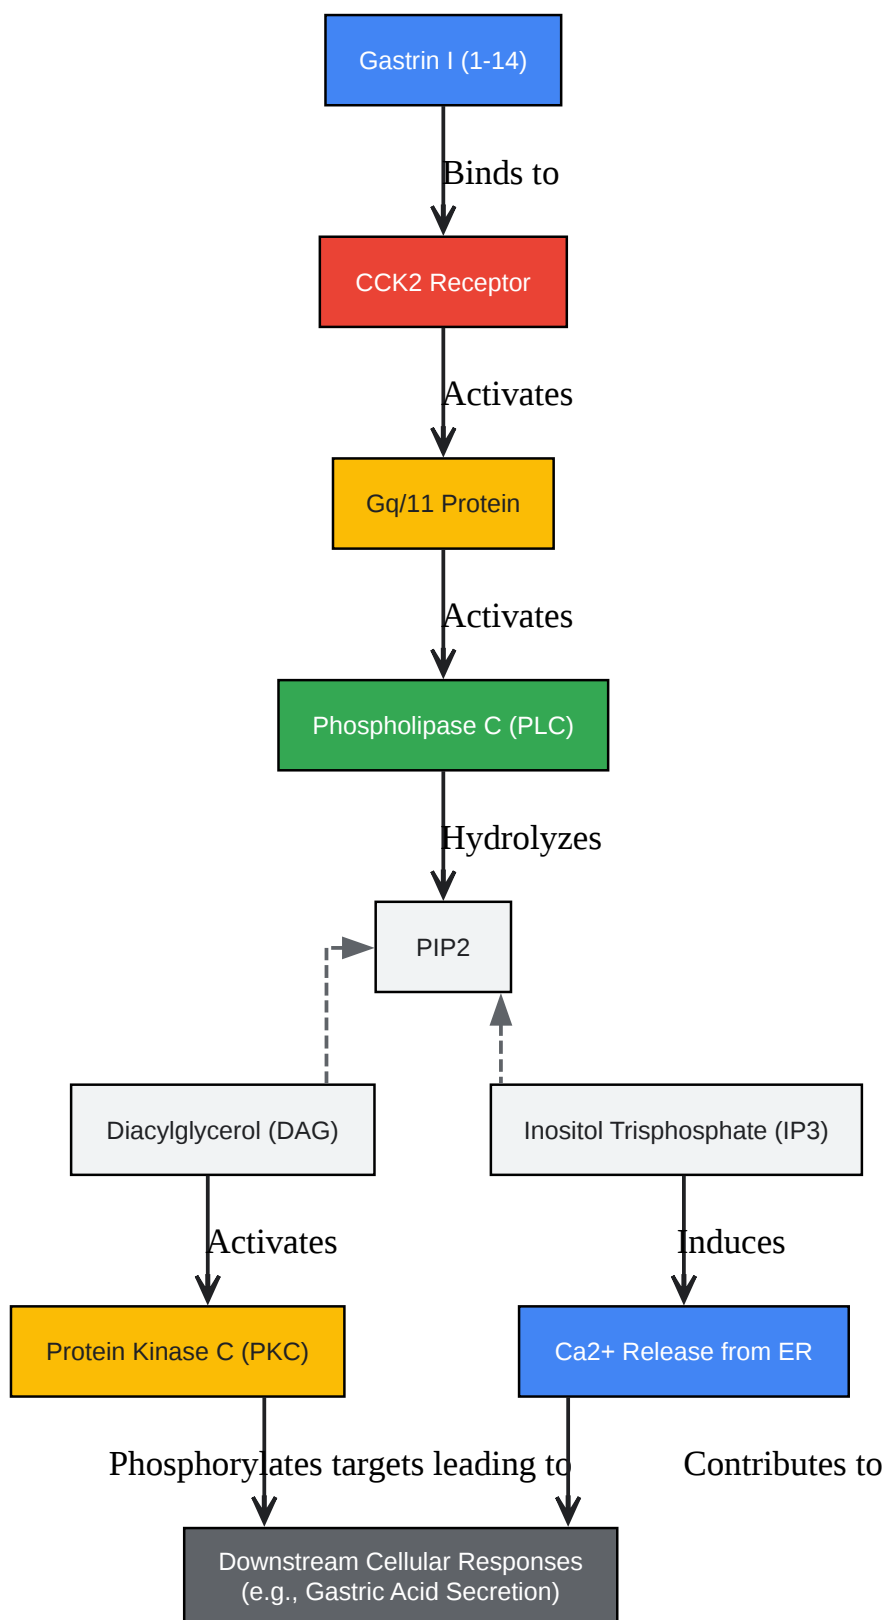 Gastrin I (1-14)
Binds to
CCK2 Receptor
Activates
Gq/11 Protein
Activates
Phospholipase C (PLC)
Hydrolyzes
PIP2
Diacylglycerol (DAG)
Inositol Trisphosphate (IP3)
Activates
Induces
Protein Kinase C (PKC)
Ca2+ Release from ER
Phosphorylates targets leading to
Contributes to
Downstream Cellular Responses
(e.g., Gastric Acid Secretion)